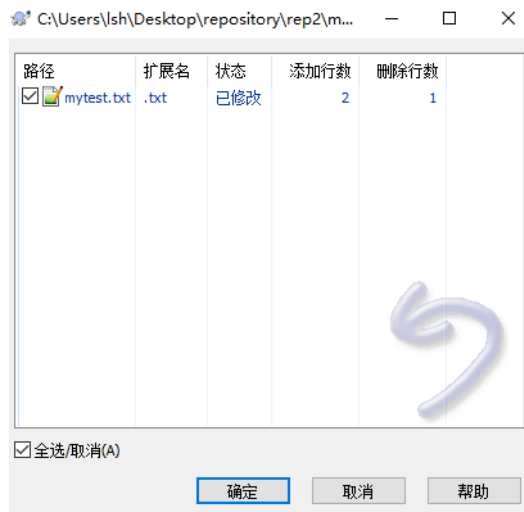 C:\Users\lsh\Desktop\repository\rep2\m...
路径 扩展名 状态 添加行数 删除行数
mytest.txt .txt 已修改 2 1
全选/取消(A)
确定 取消 帮助